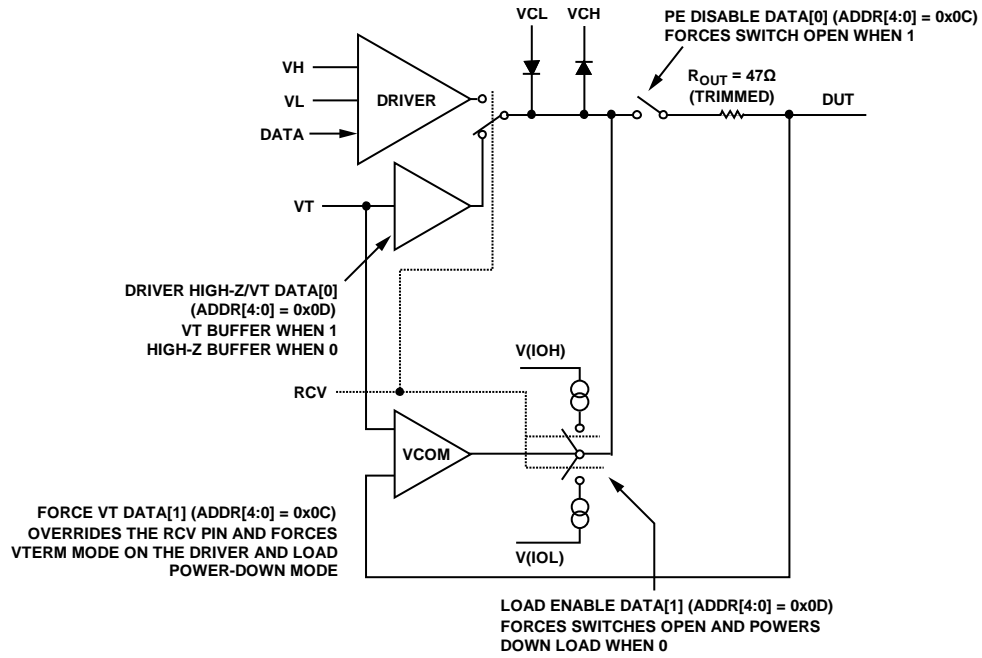 VCL
VCH
PE DISABLE DATA[0] (ADDR[4:0] = 0x0C)
FORCES SWITCH OPEN WHEN 1
VH
VL
DATA
DRIVER
ROUT = 47Ω
(TRIMMED)
DUT
VT
DRIVER HIGH-Z/VT DATA[0]
(ADDR[4:0] = 0x0D)
VT BUFFER WHEN 1
HIGH-Z BUFFER WHEN 0
V(IOH)
RCV
VCOM
FORCE VT DATA[1] (ADDR[4:0] = 0x0C)
OVERRIDES THE RCV PIN AND FORCES
VTERM MODE ON THE DRIVER AND LOAD
POWER-DOWN MODE
V(IOL)
LOAD ENABLE DATA[1] (ADDR[4:0] = 0x0D)
FORCES SWITCHES OPEN AND POWERS
DOWN LOAD WHEN 0